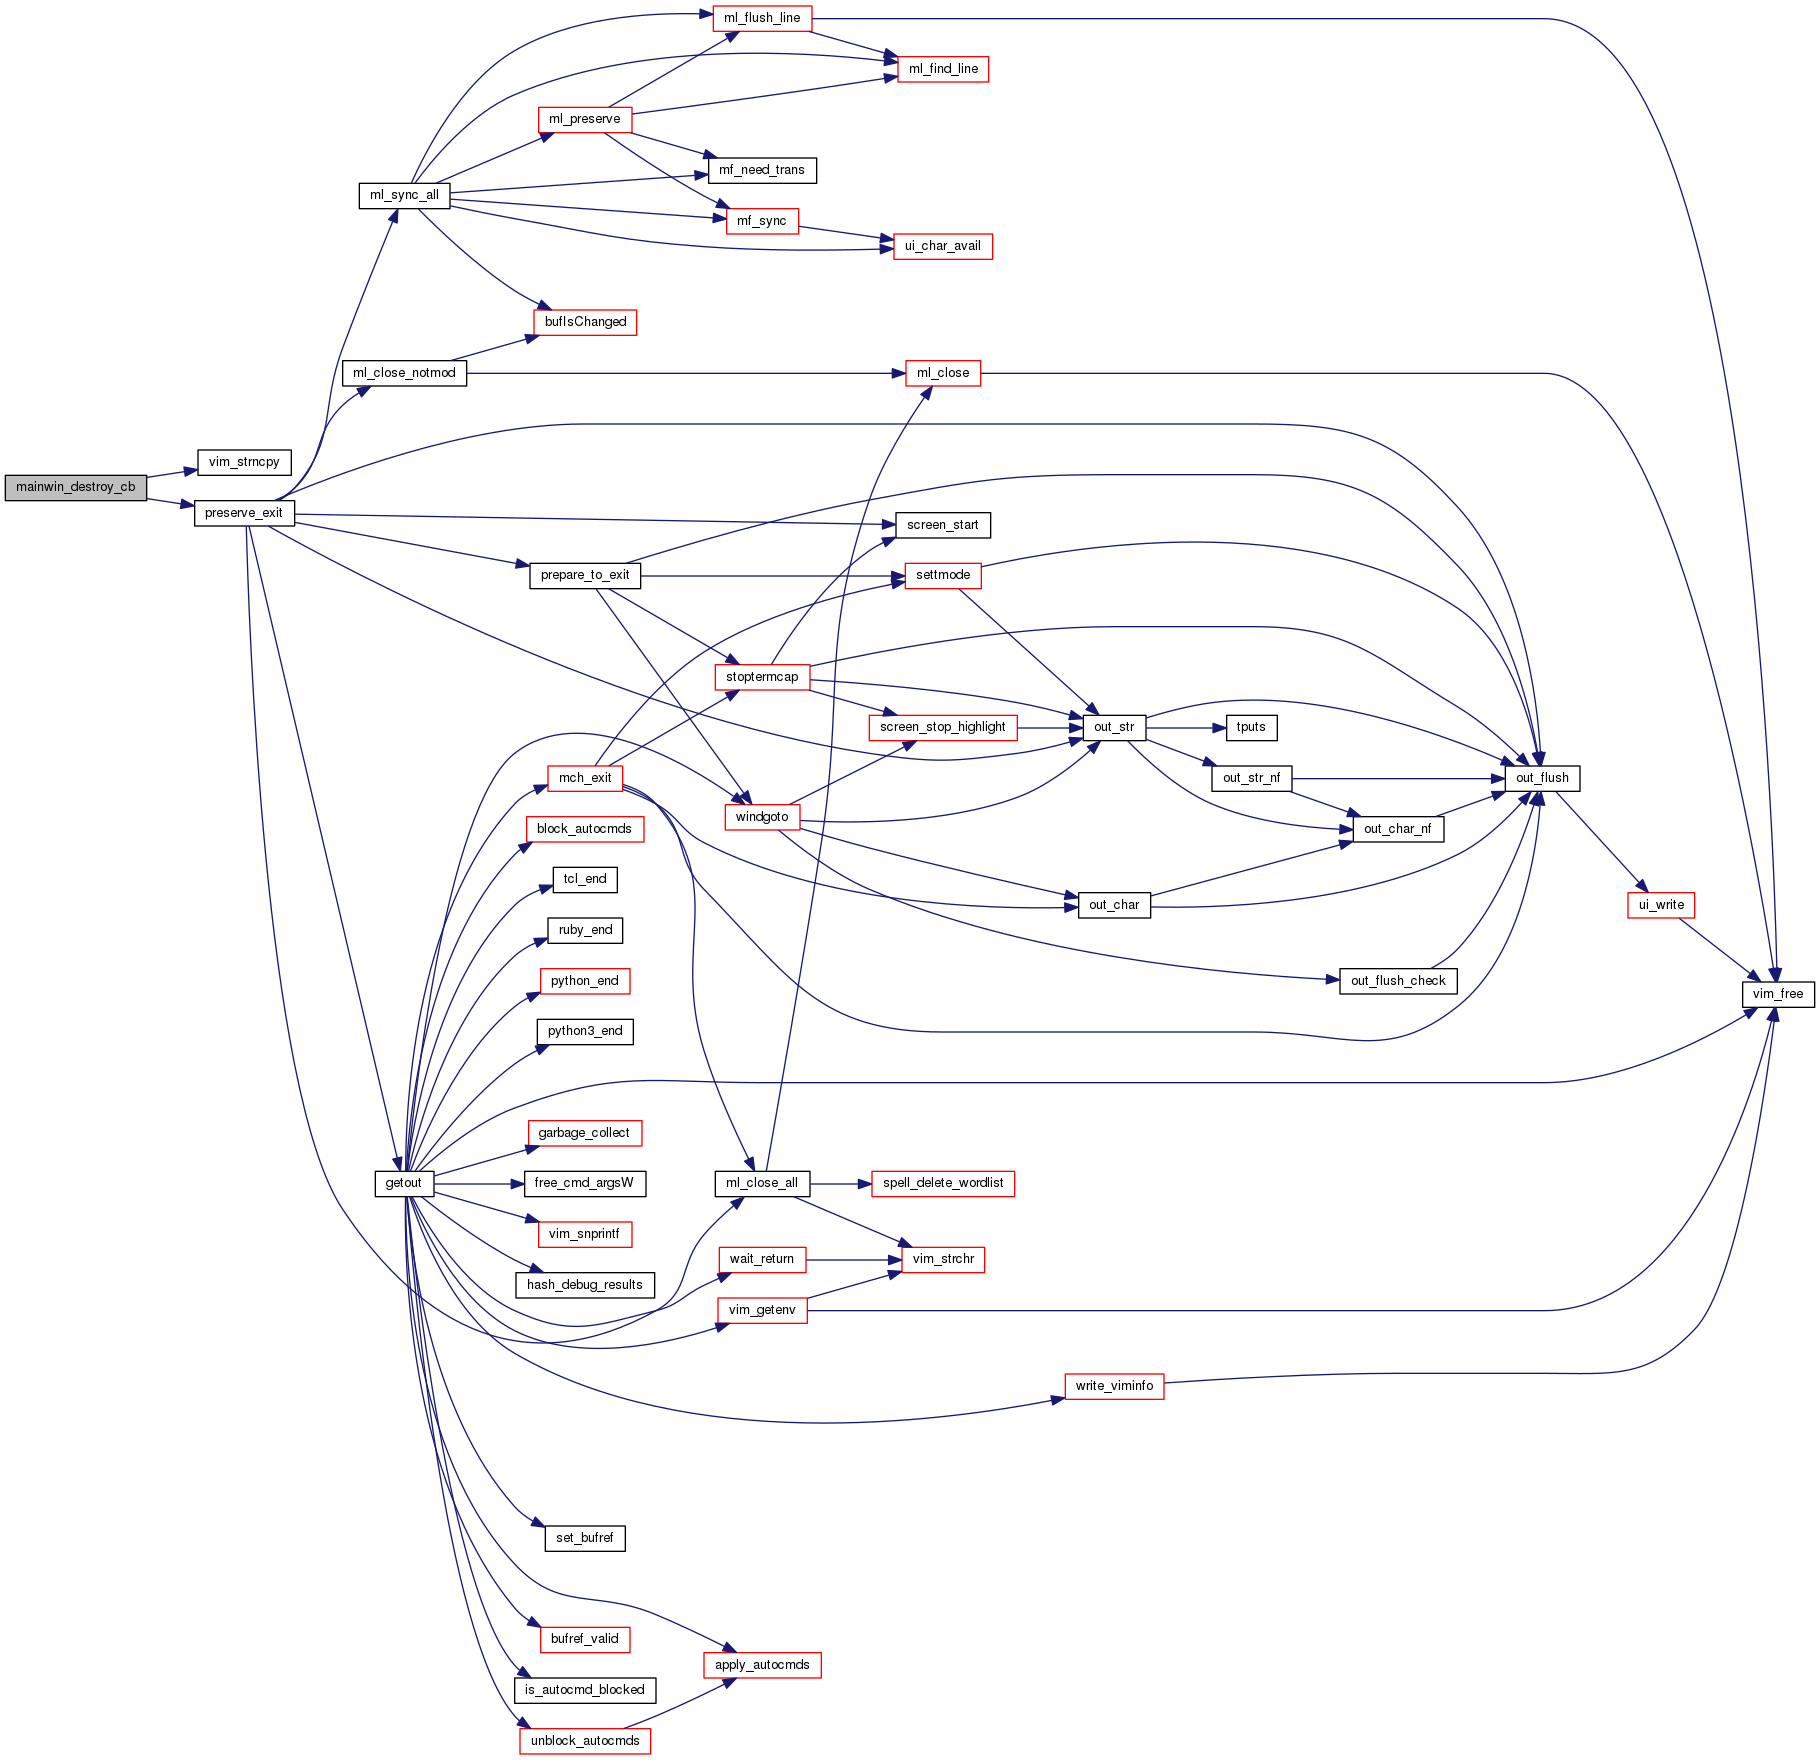 ml_flush_line
ml_find_line
ml_preserve
mf_need_trans
ml_sync_all
mf_sync
ui_char_avail
bufIsChanged
ml_close_notmod
ml_close
vim_strncpy
mainwin_destroy_cb
preserve_exit
screen_start
prepare_to_exit
settmode
stoptermcap
screen_stop_highlight
out_str
tputs
mch_exit
out_str_nf
out_flush
windgoto
block_autocmds
out_char_nf
tcl_end
out_char
ui_write
ruby_end
python_end
out_flush_check
vim_free
python3_end
garbage_collect
getout
free_cmd_argsW
ml_close_all
spell_delete_wordlist
vim_snprintf
wait_return
vim_strchr
hash_debug_results
vim_getenv
write_viminfo
set_bufref
bufref_valid
apply_autocmds
is_autocmd_blocked
unblock_autocmds